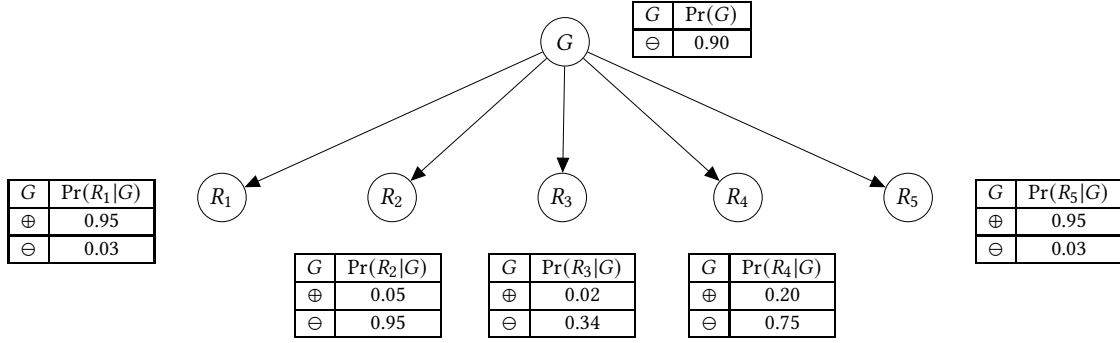 G Pr(G)
⊖ 0.90
G
R₁
R₂
R₃
R₄
R₅
G Pr(R₁|G)
⊕ 0.95
⊖ 0.03
G Pr(R₂|G)
⊕ 0.05
⊖ 0.95
G Pr(R₃|G)
⊕ 0.02
⊖ 0.34
G Pr(R₄|G)
⊕ 0.20
⊖ 0.75
G Pr(R₅|G)
⊕ 0.95
⊖ 0.03